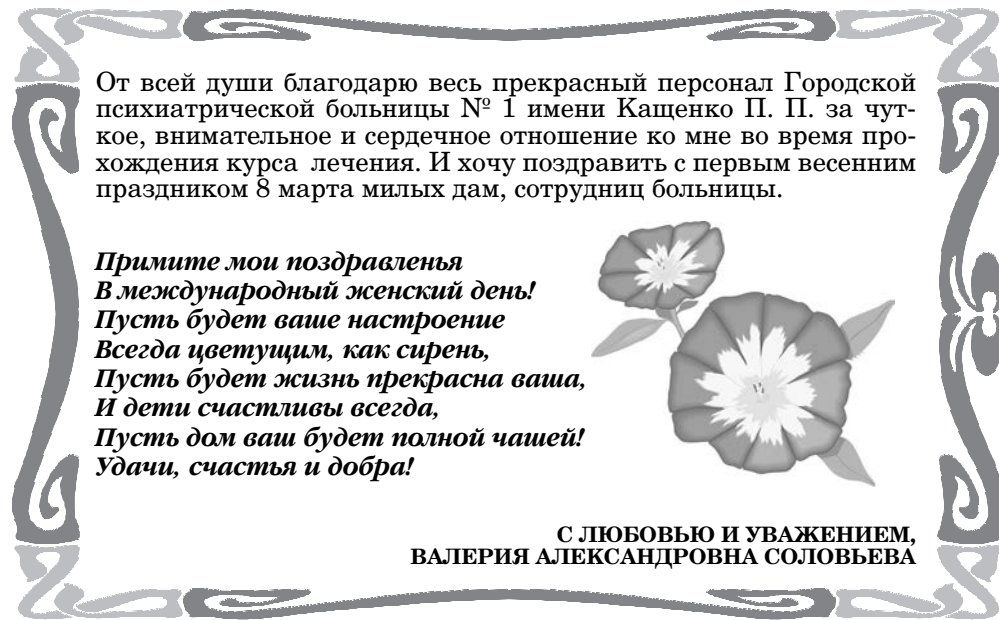 От всей души благодарю весь прекрасный персонал Городской
психиатрической больницы № 1 имени Кащенко П. П. за чут-
кое, внимательное и сердечное отношение ко мне во время про-
хождения курса лечения. И хочу поздравить с первым весенним
праздником 8 марта милых дам, сотрудниц больницы.
Примите мои поздравленья
В международный женский день!
Пусть будет ваше настроение
Всегда цветущим, как сирень,
Пусть будет жизнь прекрасна ваша,
И дети счастливы всегда,
Пусть дом ваш будет полной чашей!
Удачи, счастья и добра!
С ЛЮБОВЬЮ И УВАЖЕНИЕМ,
ВАЛЕРИЯ АЛЕКСАНДРОВНА СОЛОВЬЕВА